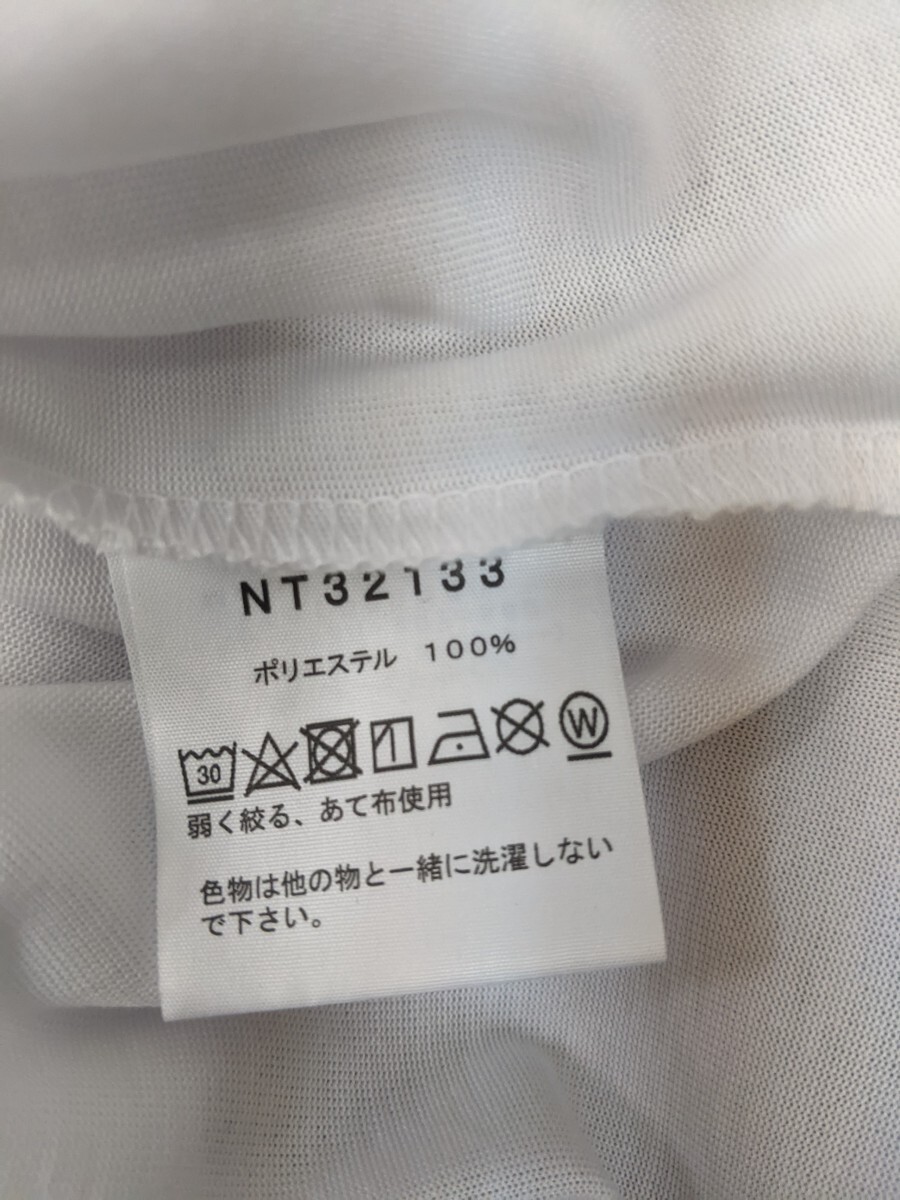 NT32133
ポリエステル 100%
30 W
弱く絞る、あて布使用
色物は他の物と一緒に洗濯しない
で下さい。